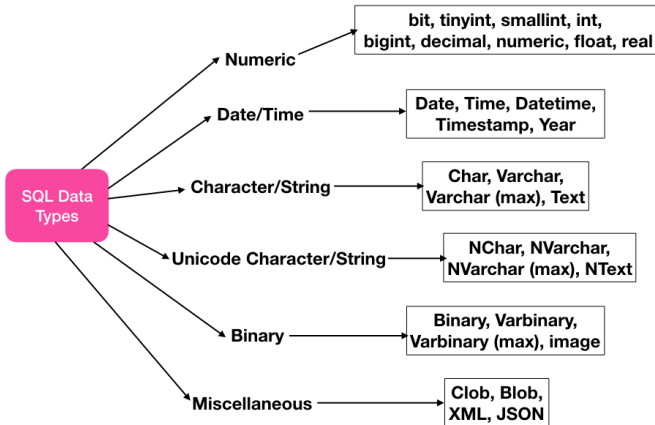 SQL Data
Types
Numeric
bit, tinyint, smallint, int,
bigint, decimal, numeric, float, real
Date/Time
Date, Time, Datetime,
Timestamp, Year
Character/String
Char, Varchar,
Varchar (max), Text
Unicode Character/String
NChar, NVarchar,
NVarchar (max), NText
Binary
Binary, Varbinary,
Varbinary (max), image
Miscellaneous
Clob, Blob,
XML, JSON